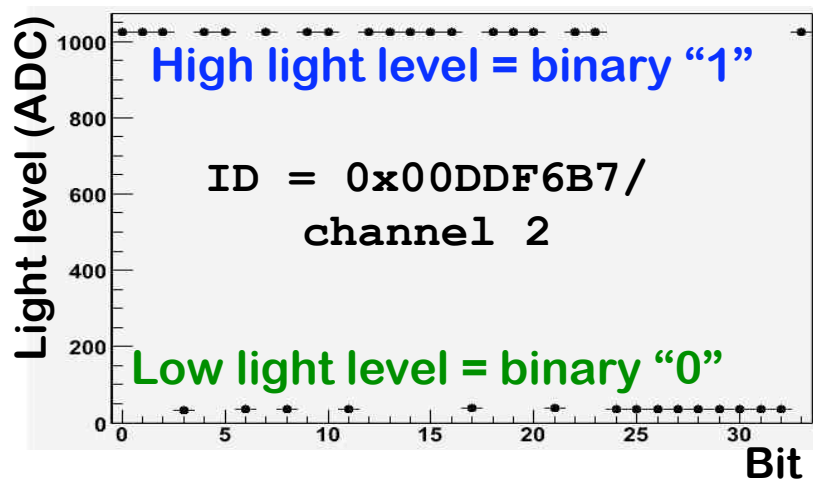 Light level (ADC)
1000
800
600
400
200
0
High light level = binary “1”
ID = 0x00DDF6B7/
channel 2
Low light level = binary “0”
0 5 10 15 20 25 30
Bit